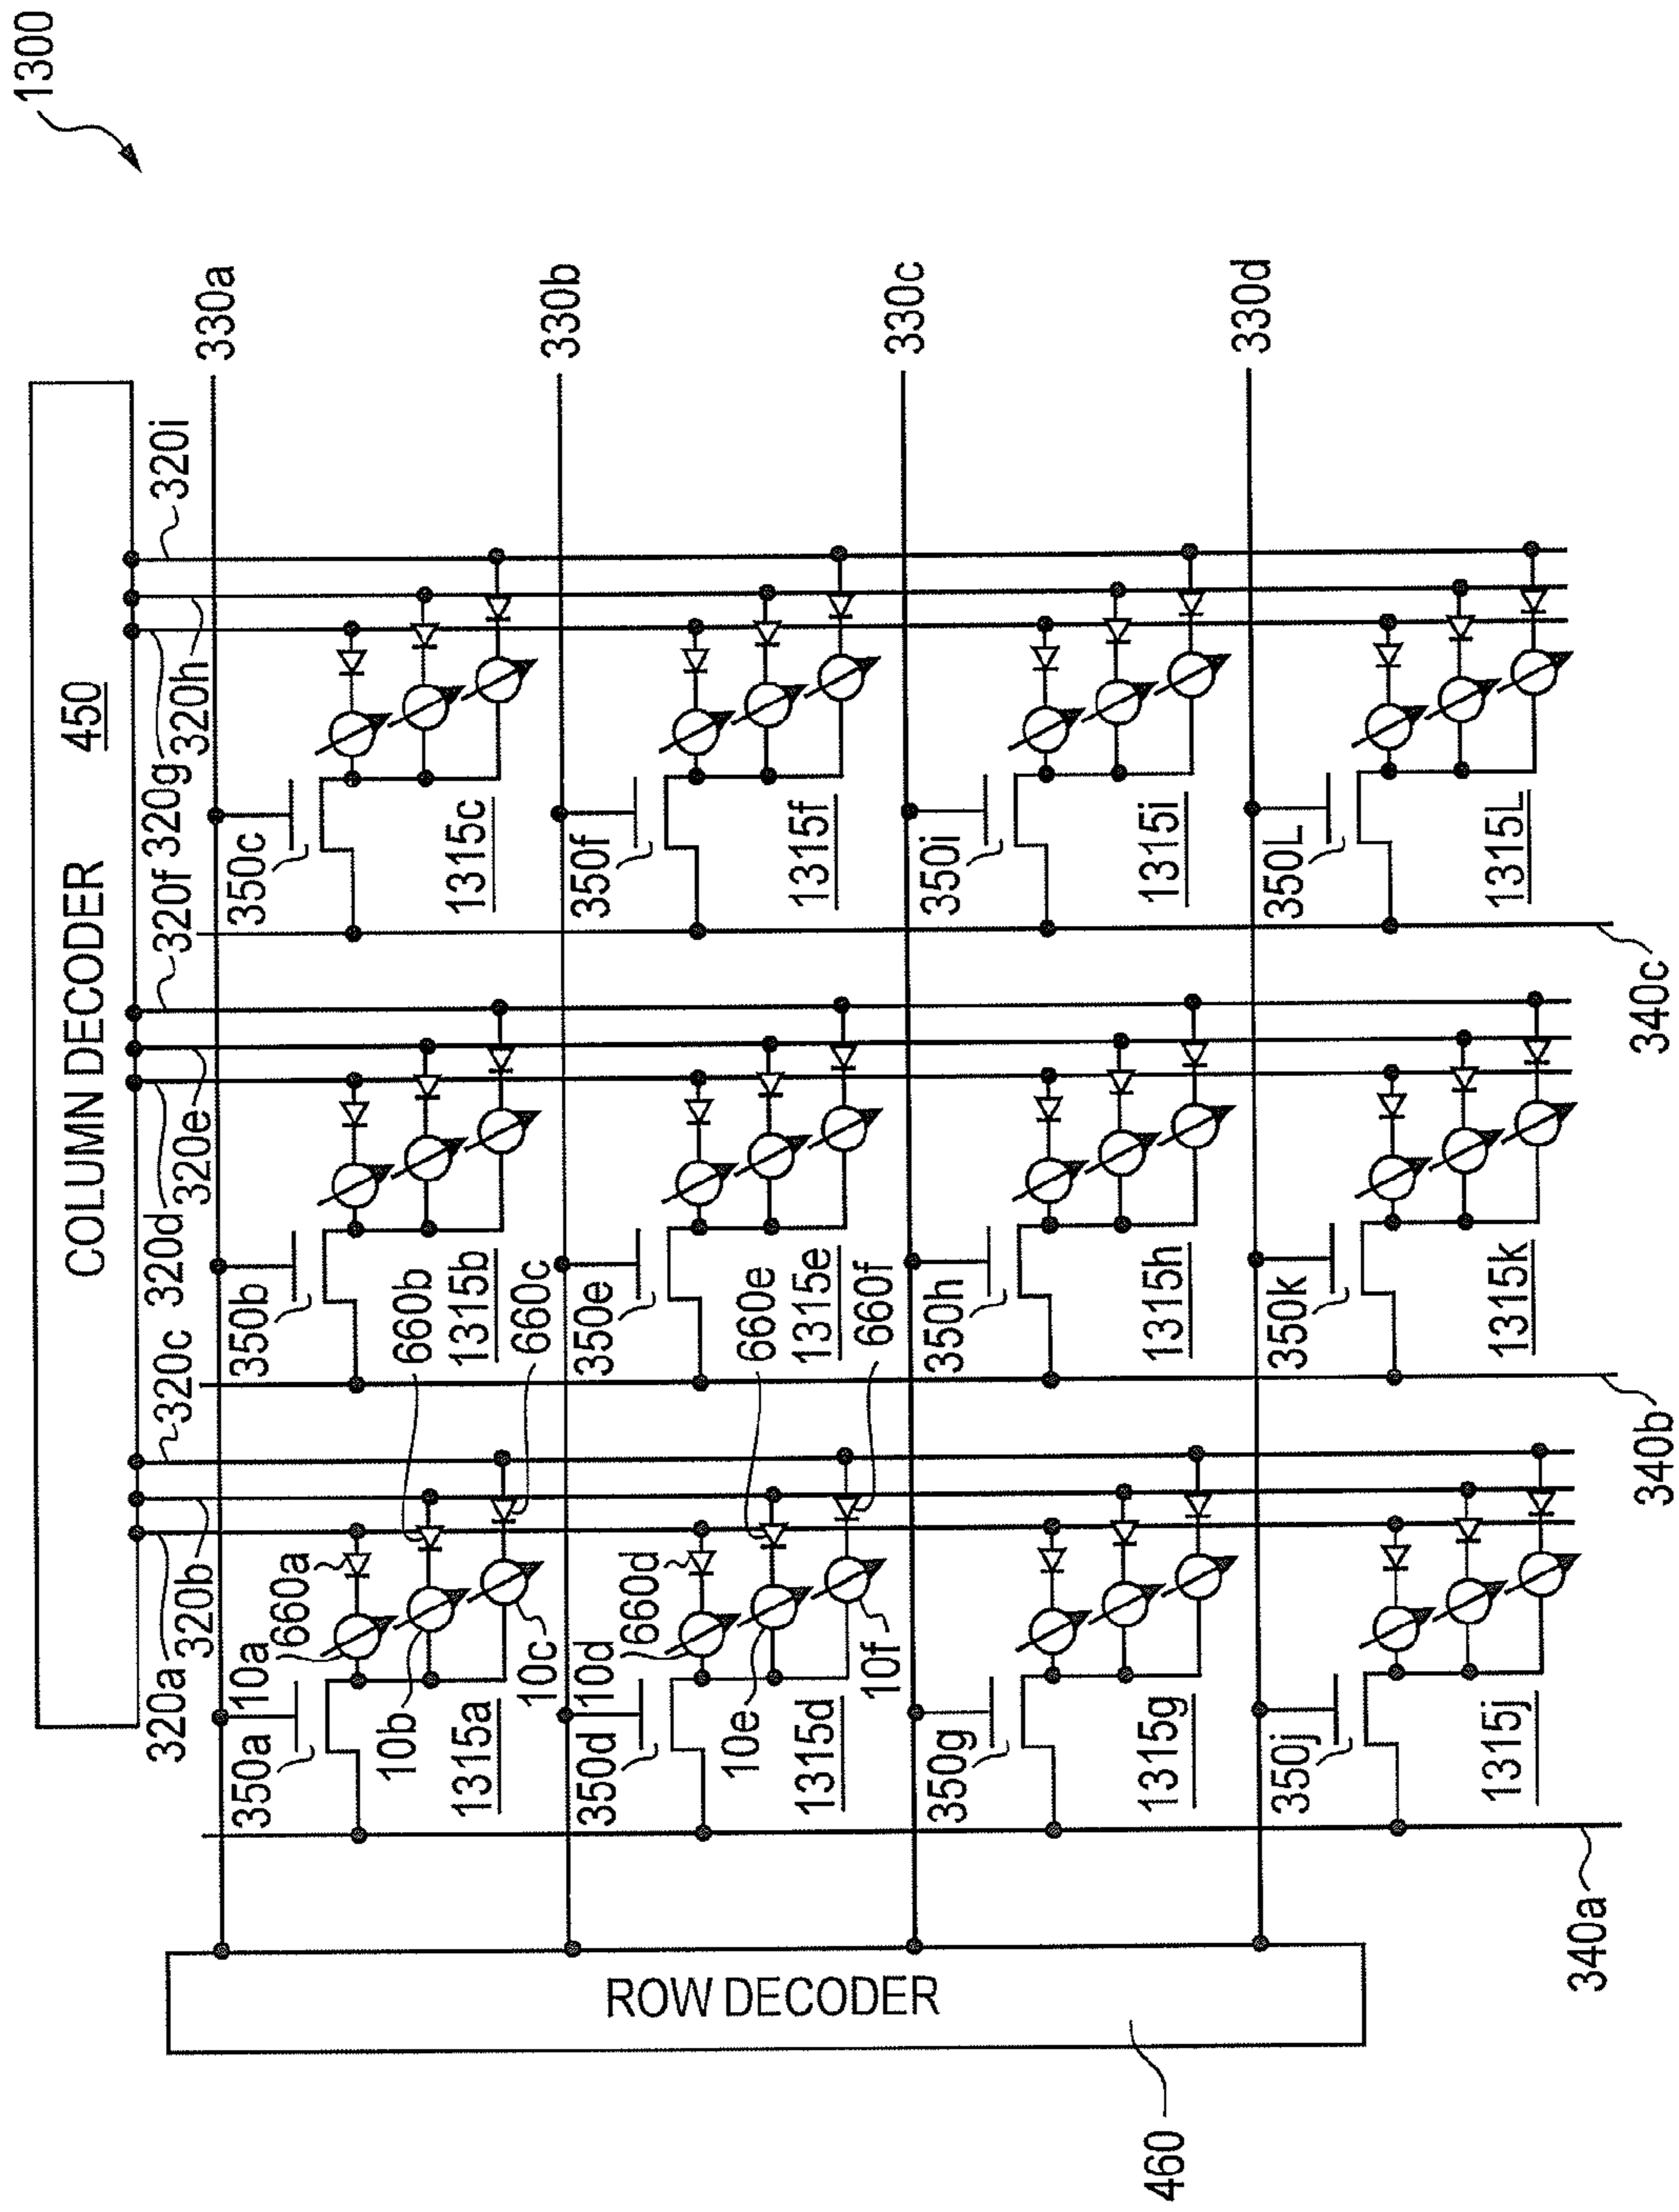 1300
COLUMN DECODER 450
320a
320b
320c
320d
320e
320f
320g
320h
320i
330a
350a
10a
660a
350b
350c
10b
660b
1315a
1315b
1315c
10c
660c
330b
350d
10d
660d
350e
350f
10e
660e
1315d
1315e
1315f
10f
660f
330c
350g
350h
350i
1315g
1315h
1315i
330d
350j
350k
350L
1315j
1315k
1315L
ROW DECODER
460
340a
340b
340c